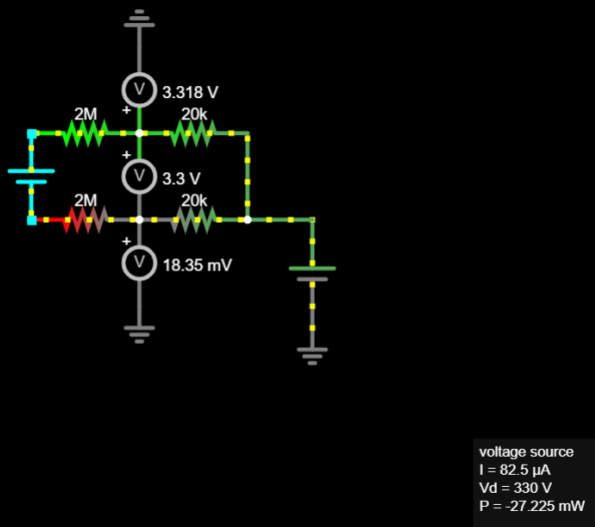 V
3.318 V
2M
20k
+
+
V
3.3 V
2M
20k
+
V
18.35 mV
voltage source
I = 82.5 μA
Vd = 330 V
P = -27.225 mW